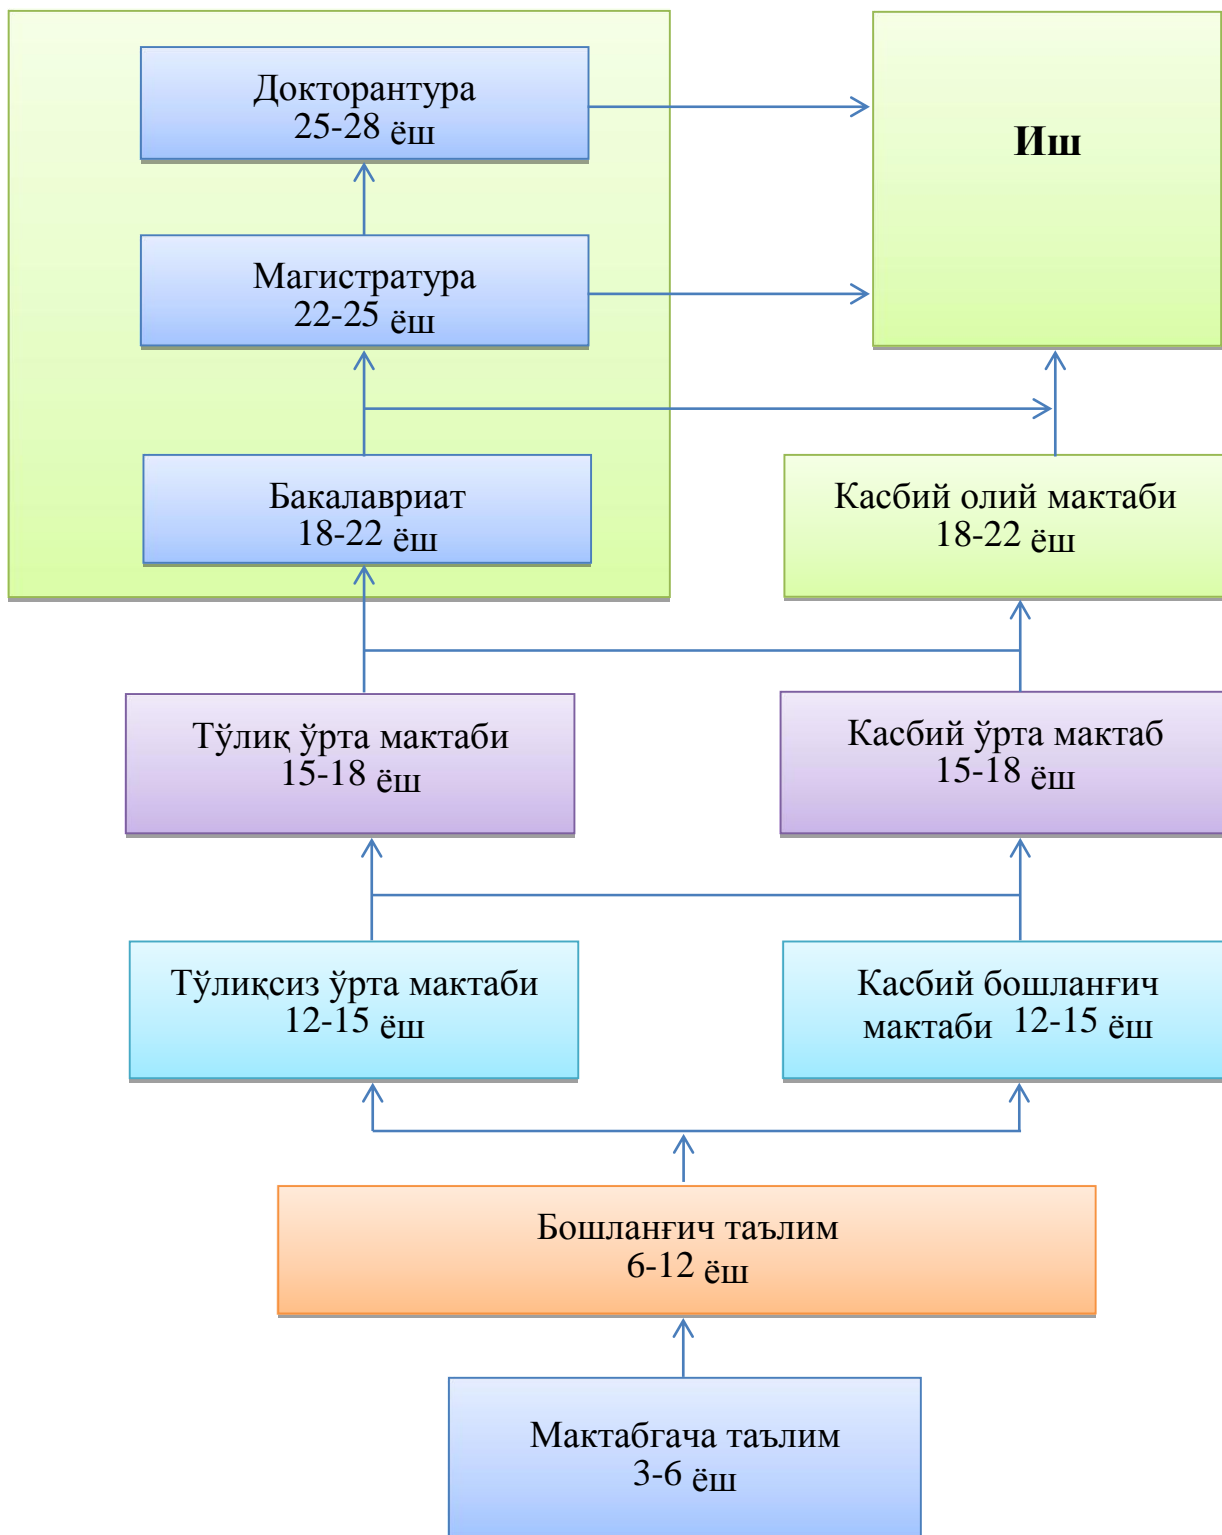 Докторантура
25-28 ёш
Иш
Магистратура
22-25 ёш
Бакалавриат
18-22 ёш
Касбий олий мактаби
18-22 ёш
Тўлиқ ўрта мактаби
15-18 ёш
Касбий ўрта мактаб
15-18 ёш
Тўлиқсиз ўрта мактаби
12-15 ёш
Касбий бошланғич
мактаби 12-15 ёш
Бошланғич таълим
6-12 ёш
Мактабгача таълим
3-6 ёш